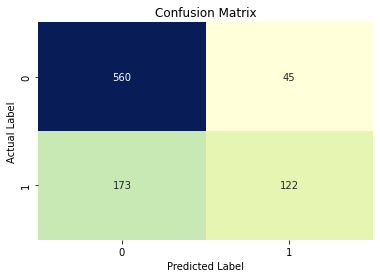 Confusion Matrix
Actual Label
0
560
45
1
173
122
0
1
Predicted Label